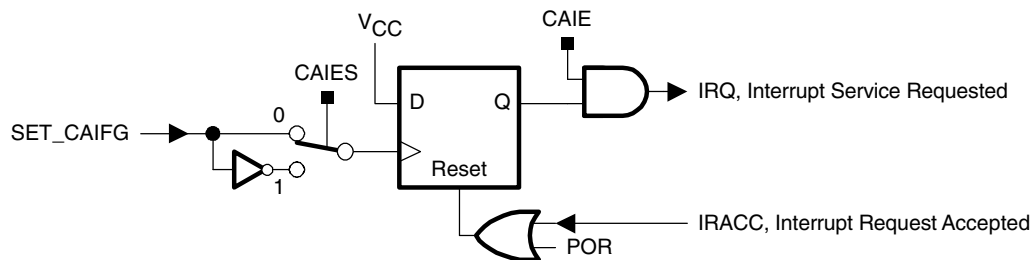 VCC
CAIE
CAIES
D
Q
IRQ, Interrupt Service Requested
0
SET_CAIFG
1
Reset
IRACC, Interrupt Request Accepted
POR